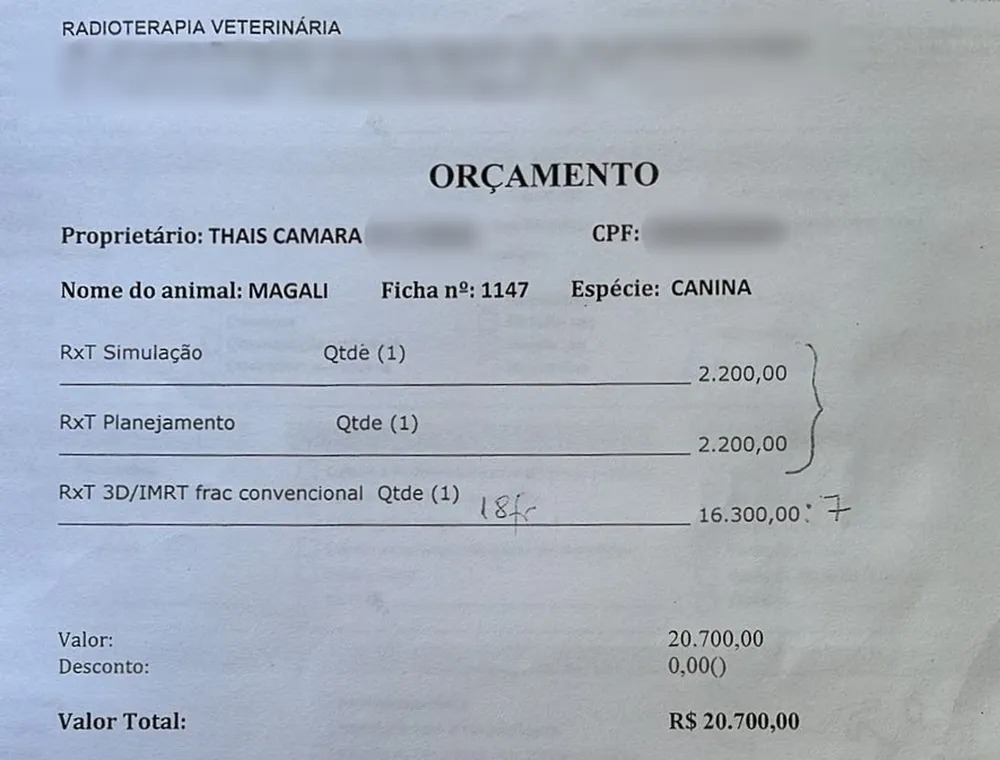 RADIOTERAPIA VETERINÁRIA
ORÇAMENTO
Proprietário: THAIS CAMARA CPF:
Nome do animal: MAGALI Ficha nº: 1147 Espécie: CANINA
RxT Simulação Qtde (1) 2.200,00
RxT Planejamento Qtde (1) 2.200,00
RxT 3D/IMRT frac convencional Qtde (1) 18fr 16.300,00 : 7
Valor: 20.700,00
Desconto: 0,00()
Valor Total: R$ 20.700,00